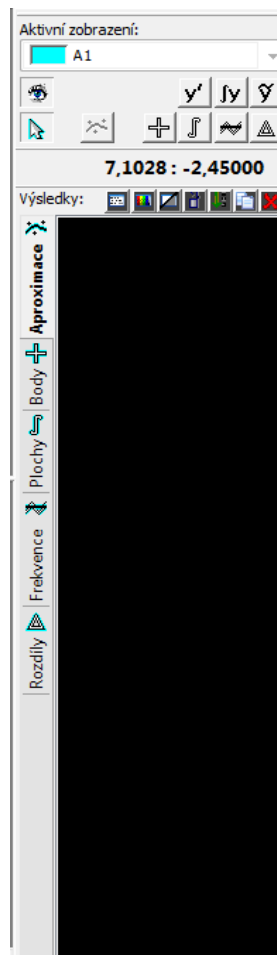 Aktivní zobrazení:
A1
y' ∫y ỹ
7,1028 : -2,45000
Výsledky:
Aproximace
Body
Plochy
Frekvence
Rozdíly